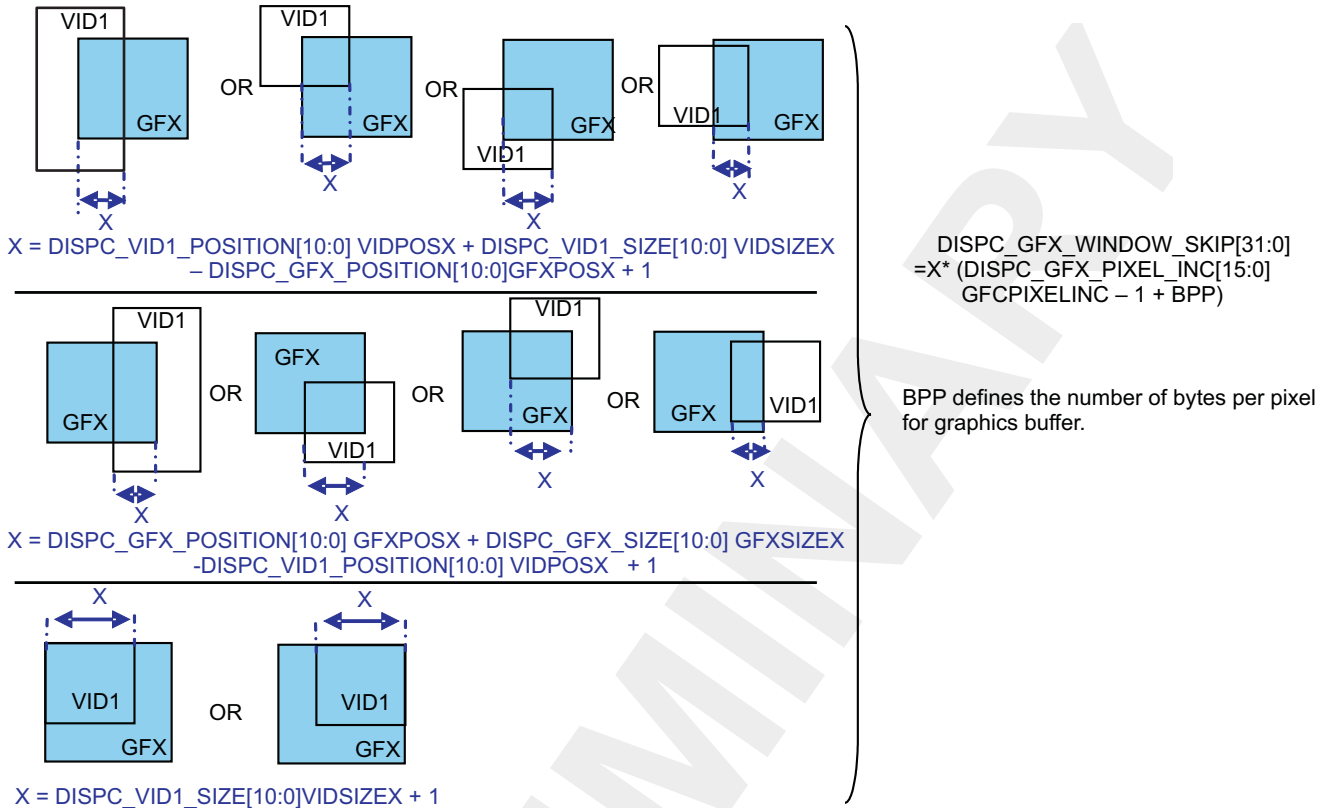 VID1
GFX
X
OR
VID1
GFX
X
OR
GFX
VID1
X
OR
VID1
GFX
X
X = DISPC_VID1_POSITION[10:0] VIDPOSX + DISPC_VID1_SIZE[10:0] VIDSIZEX
– DISPC_GFX_POSITION[10:0]GFXPOSX + 1
VID1
GFX
X
OR
GFX
VID1
X
OR
VID1
GFX
X
OR
GFX
VID1
X
X = DISPC_GFX_POSITION[10:0] GFXPOSX + DISPC_GFX_SIZE[10:0] GFXSIZEX
-DISPC_VID1_POSITION[10:0] VIDPOSX + 1
X
VID1
GFX
OR
X
VID1
GFX
X = DISPC_VID1_SIZE[10:0]VIDSIZEX + 1
DISPC_GFX_WINDOW_SKIP[31:0]
=X* (DISPC_GFX_PIXEL_INC[15:0]
GFCPIXELINC – 1 + BPP)
BPP defines the number of bytes per pixel
for graphics buffer.
MINARY